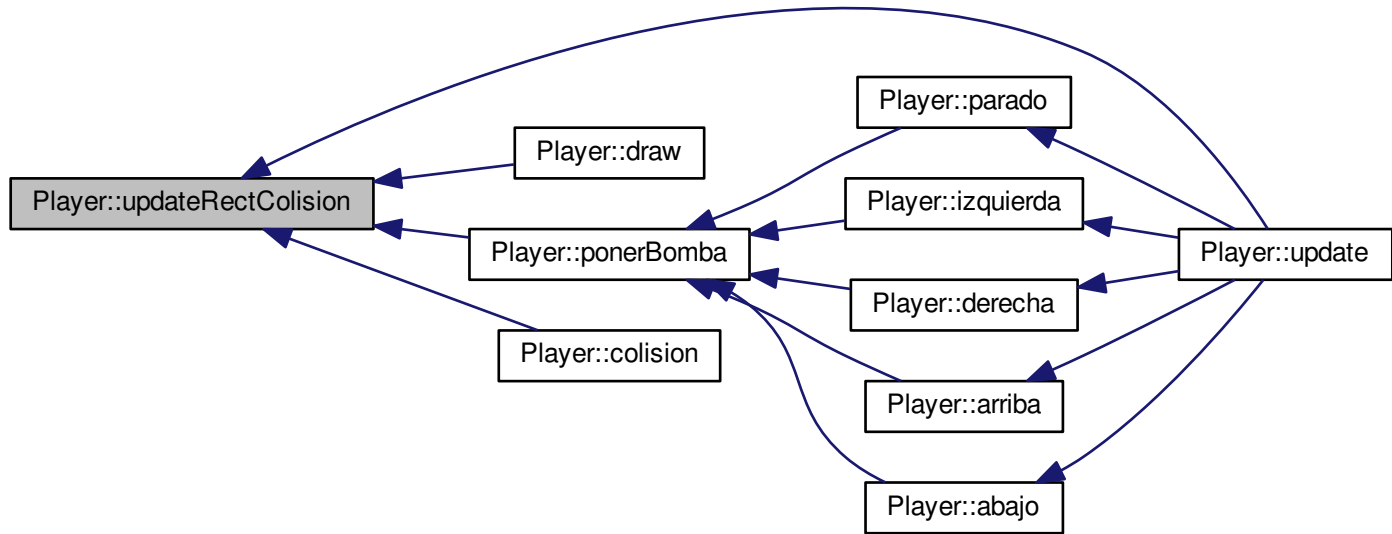 Player::updateRectColision
Player::draw
Player::ponerBomba
Player::colision
Player::parado
Player::izquierda
Player::derecha
Player::arriba
Player::abajo
Player::update